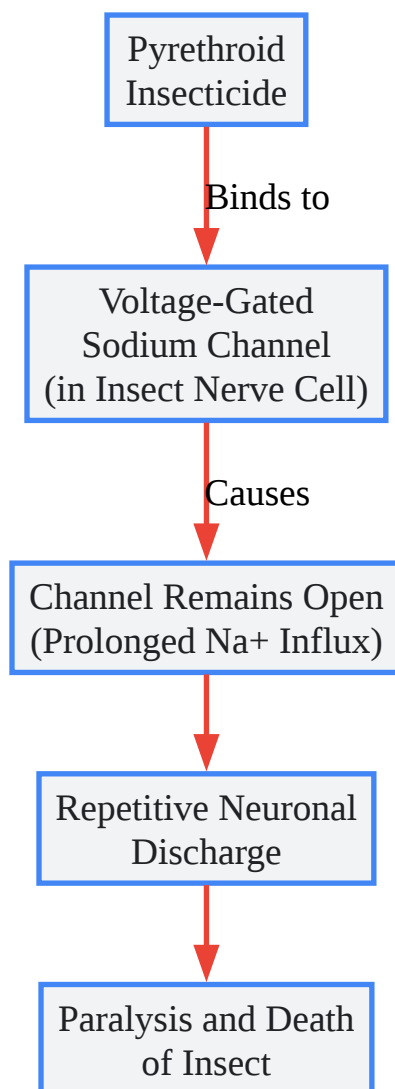 Pyrethroid
Insecticide
Binds to
Voltage-Gated
Sodium Channel
(in Insect Nerve Cell)
Causes
Channel Remains Open
(Prolonged Na+ Influx)
Repetitive Neuronal
Discharge
Paralysis and Death
of Insect